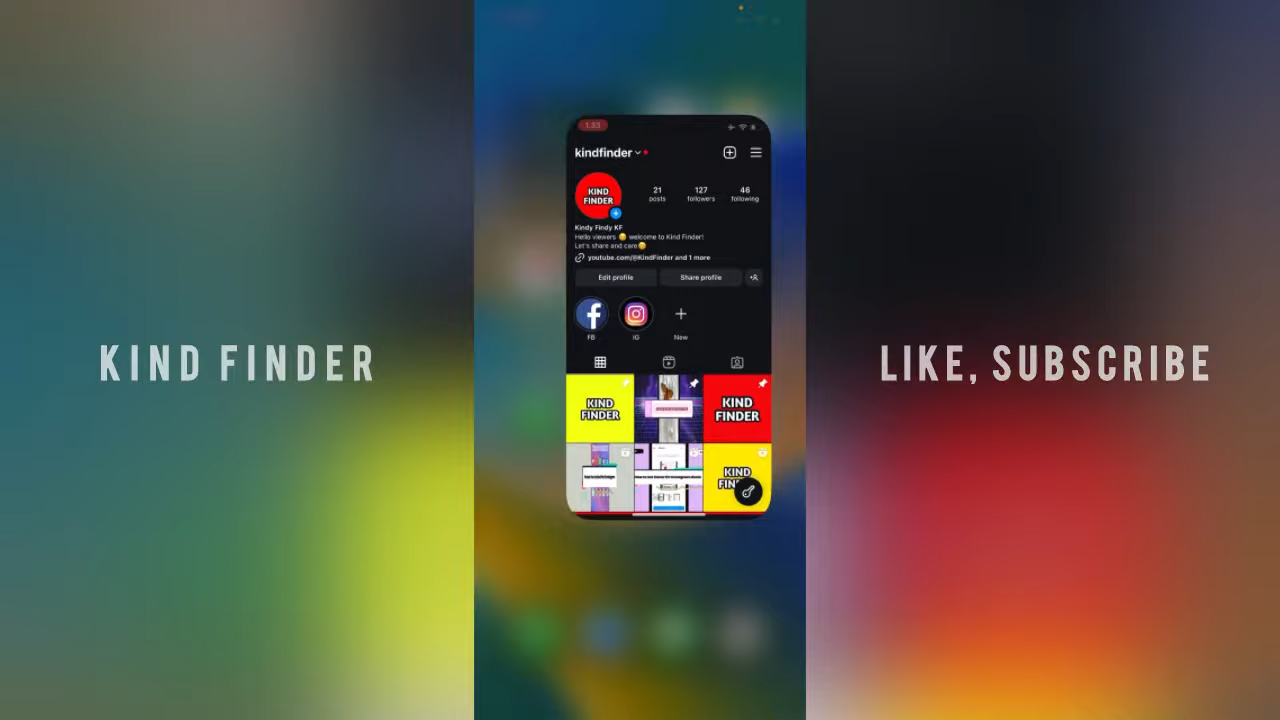 KIND FINDER
LIKE, SUBSCRIBE
1:33
kindfinder
KIND
FINDER
21
posts
127
followers
46
following
Kindy Findy KF
Hello viewers 😊 welcome to Kind Finder!
Let's share and care😊
youtube.com/@KindFinder and 1 more
Edit profile
Share profile
FB
IG
New
KIND
FINDER
KIND
FINDER
KIND